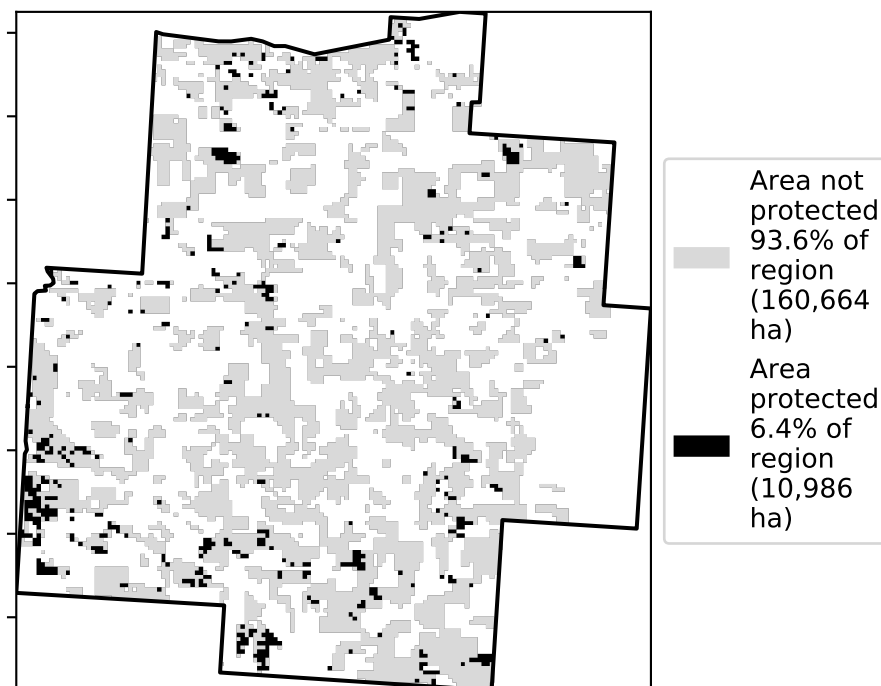 Area not
protected
93.6% of
region
(160,664
ha)
Area
protected
6.4% of
region
(10,986
ha)